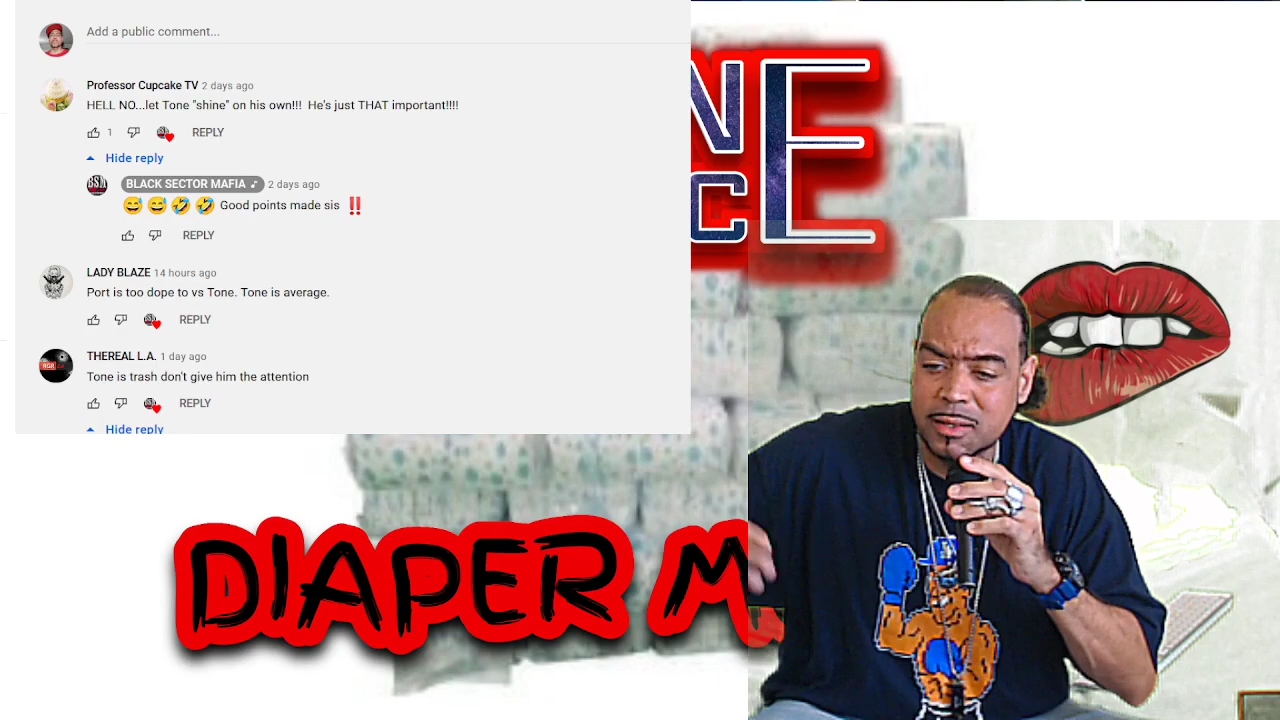 Add a public comment...
Professor Cupcake TV 2 days ago
HELL NO...let Tone "shine" on his own!!! He's just THAT important!!!!
1 REPLY
Hide reply
BLACK SECTOR MAFIA 2 days ago
😅 😅 🤣 🤣 Good points made sis ‼️
REPLY
LADY BLAZE 14 hours ago
Port is too dope to vs Tone. Tone is average.
REPLY
THEREAL L.A. 1 day ago
Tone is trash don't give him the attention
REPLY
Hide reply
NE
C
DIAPER M